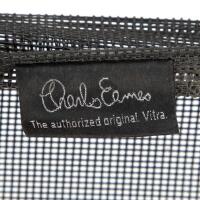 Charles Eames
The authorized original. Vitra.